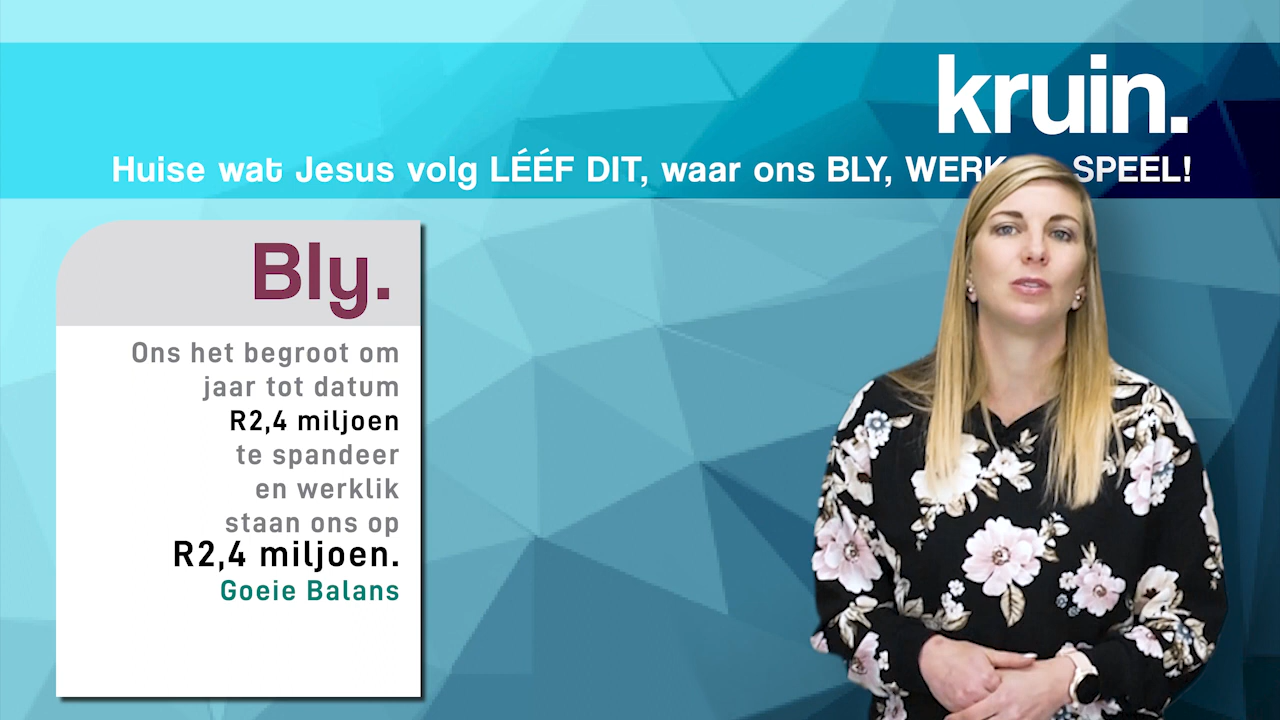 kruin.
Huise wat Jesus volg LÉÉF DIT, waar ons BLY, SPEEL!
Bly.
Ons het begroot om
jaar tot datum
R2,4 miljoen
te spandeer
en werklik
staan ons op
R2,4 miljoen.
Goeie Balans